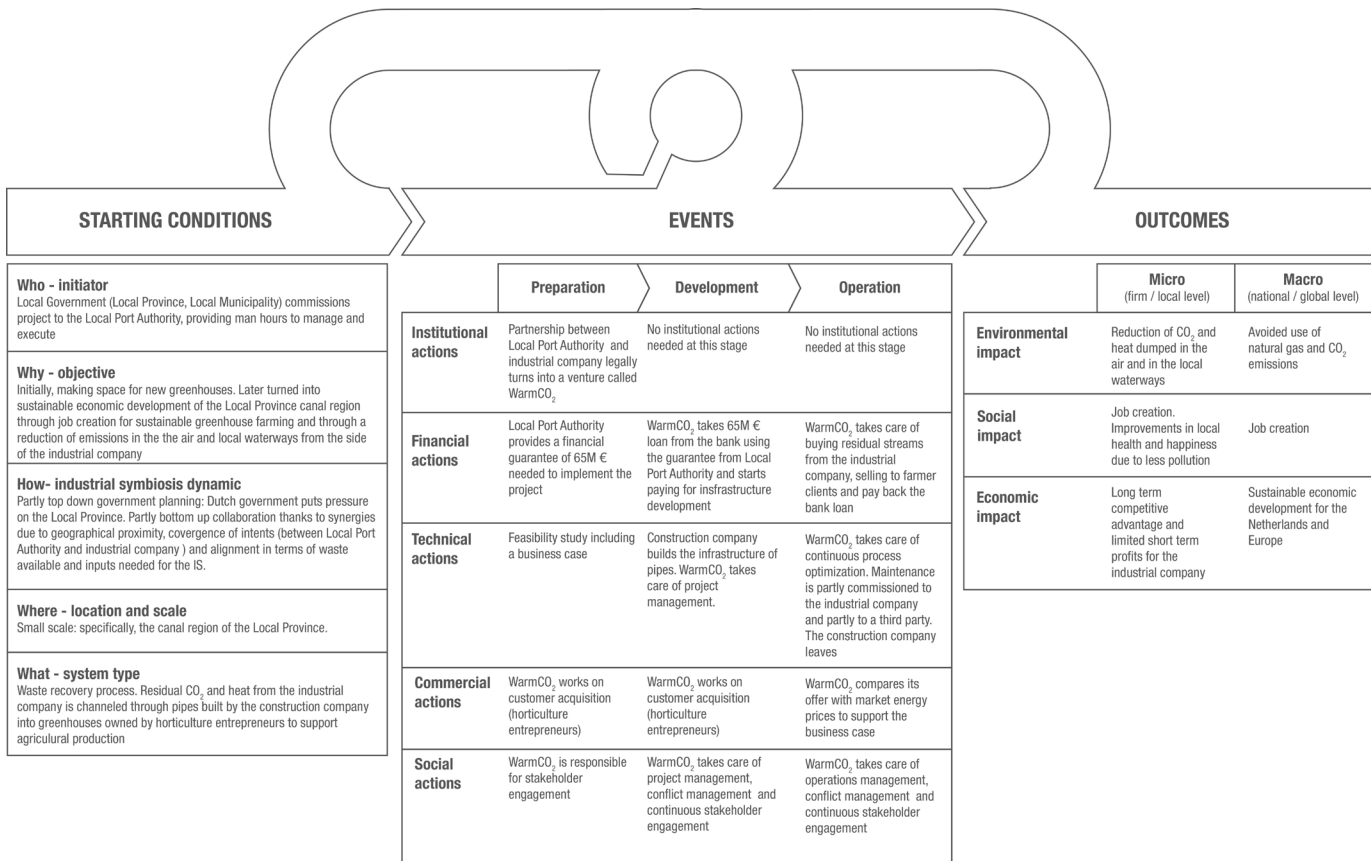 STARTING CONDITIONS
EVENTS
OUTCOMES
Who - initiator
Local Government (Local Province, Local Municipality) commissions
project to the Local Port Authority, providing man hours to manage and
execute
Why - objective
Initially, making space for new greenhouses. Later turned into
sustainable economic development of the Local Province canal region
through job creation for sustainable greenhouse farming and through a
reduction of emissions in the the air and local waterways from the side
of the industrial company
How- industrial symbiosis dynamic
Partly top down government planning: Dutch government puts pressure
on the Local Province. Partly bottom up collaboration thanks to synergies
due to geographical proximity, covergence of intents (between Local Port
Authority and industrial company ) and alignment in terms of waste
available and inputs needed for the IS.
Where - location and scale
Small scale: specifically, the canal region of the Local Province.
What - system type
Waste recovery process. Residual CO₂ and heat from the industrial
company is channeled through pipes built by the construction company
into greenhouses owned by horticulture entrepreneurs to support
agriculural production
Preparation
Development
Operation
Institutional
actions
Partnership between
Local Port Authority and
industrial company legally
turns into a venture called
WarmCO₂
No institutional actions
needed at this stage
No institutional actions
needed at this stage
Financial
actions
Local Port Authority
provides a financial
guarantee of 65M €
needed to implement the
project
WarmCO₂ takes 65M €
loan from the bank using
the guarantee from Local
Port Authority and starts
paying for insfrastructure
development
WarmCO₂ takes care of
buying residual streams
from the industrial
company, selling to farmer
clients and pay back the
bank loan
Technical
actions
Feasibility study including
a business case
Construction company
builds the infrastructure of
pipes. WarmCO₂ takes
care of project
management.
WarmCO₂ takes care of
continuous process
optimization. Maintenance
is partly commissioned to
the industrial company
and partly to a third party.
The construction company
leaves
Commercial
actions
WarmCO₂ works on
customer acquisition
(horticulture
entrepreneurs)
WarmCO₂ works on
customer acquisition
(horticulture
entrepreneurs)
WarmCO₂ compares its
offer with market energy
prices to support the
business case
Social
actions
WarmCO₂ is responsible
for stakeholder
engagement
WarmCO₂ takes care of
project management,
conflict management and
continuous stakeholder
engagement
WarmCO₂ takes care of
operations management,
conflict management and
continuous stakeholder
engagement
Micro
(firm / local level)
Macro
(national / global level)
Environmental
impact
Reduction of CO₂ and
heat dumped in the
air and in the local
waterways
Avoided use of
natural gas and CO₂
emissions
Social
impact
Job creation.
Improvements in local
health and happiness
due to less pollution
Job creation
Economic
impact
Long term
competitive
advantage and
limited short term
profits for the
industrial company
Sustainable economic
development for the
Netherlands and
Europe